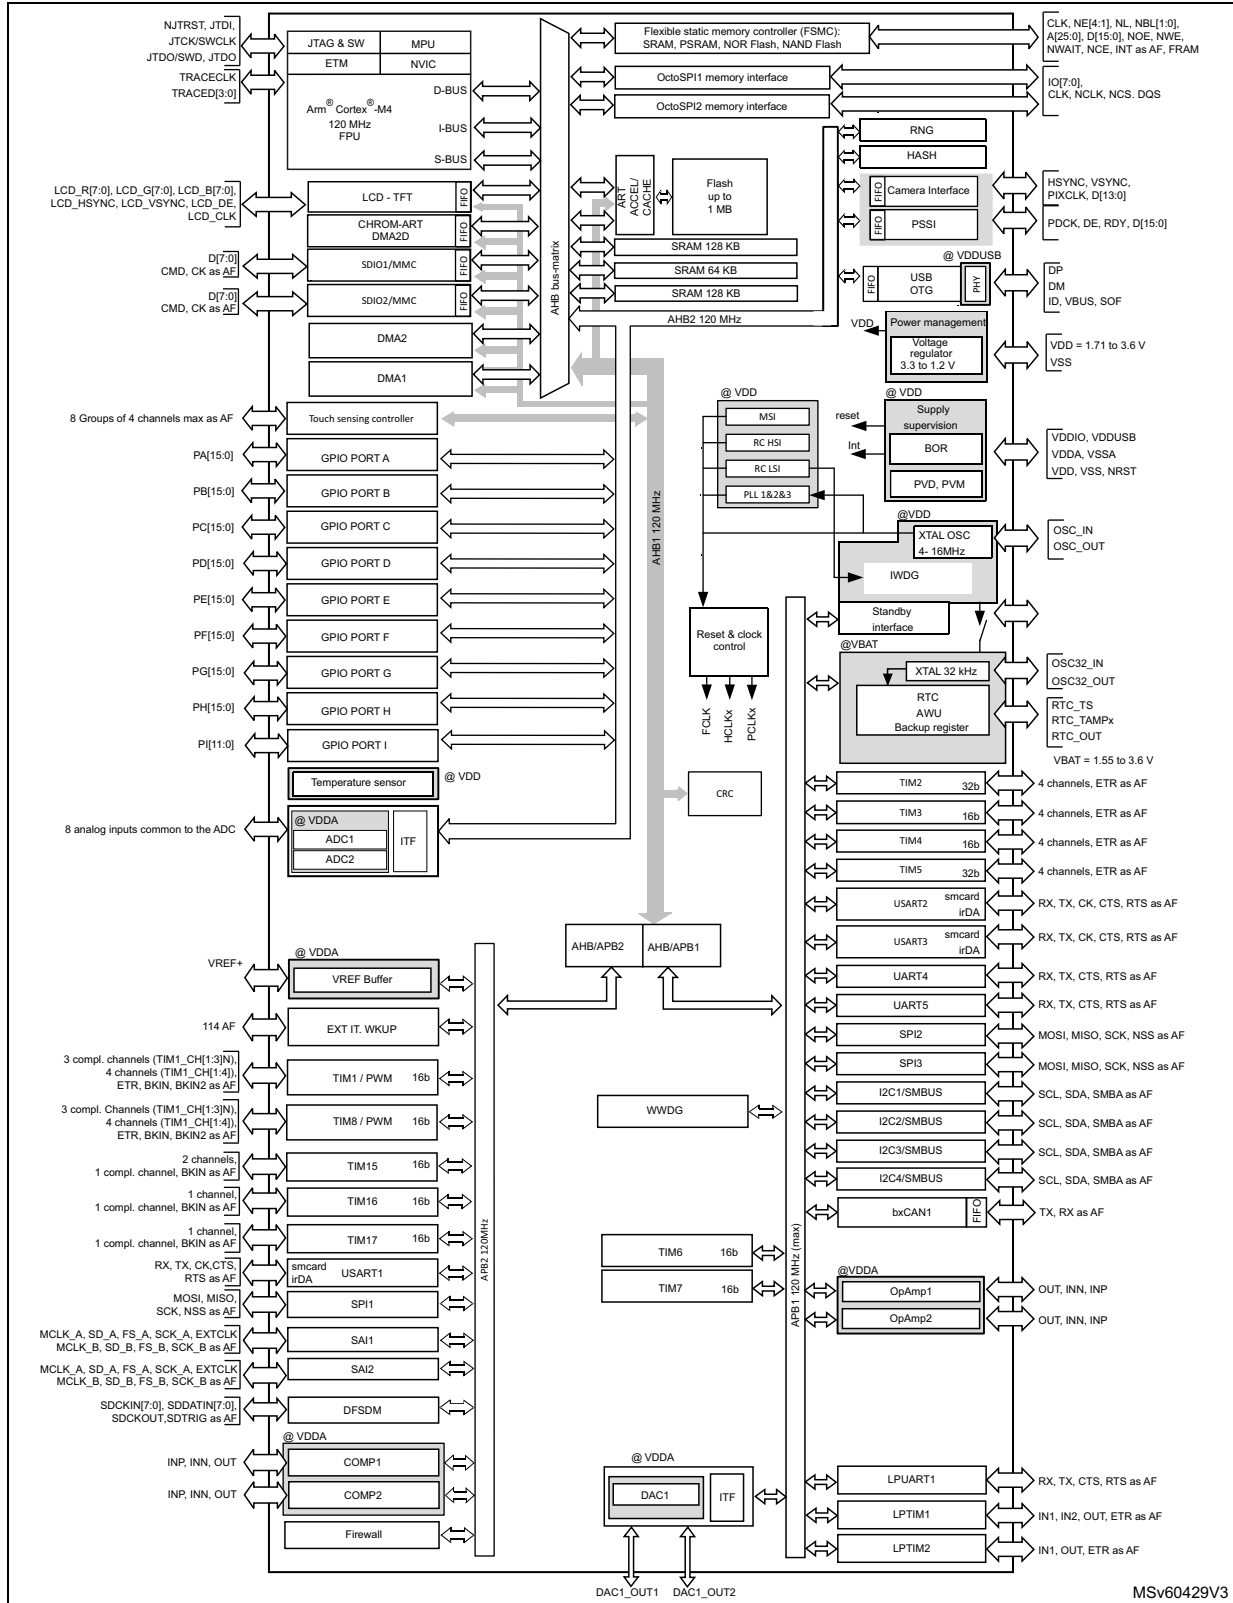 NJTRST, JTDI,
JTCK/SWCLK
JTDO/SWD, JTDO
TRACECLK
TRACED[3:0]
JTAG & SW
MPU
ETM
NVIC
Arm® Cortex®-M4
120 MHz
FPU
D-BUS
I-BUS
S-BUS
AHB bus-matrix
Flexible static memory controller (FSMC):
SRAM, PSRAM, NOR Flash, NAND Flash
CLK, NE[4:1], NL, NBL[1:0],
A[25:0], D[15:0], NOE, NWE,
NWAIT, NCE, INT as AF, FRAM
OctoSPI1 memory interface
OctoSPI2 memory interface
IO[7:0],
CLK, NCLK, NCS. DQS
RNG
HASH
ART
ACCEL/
CACHE
Flash
up to
1 MB
FIFO
Camera Interface
HSYNC, VSYNC,
PIXCLK, D[13:0]
FIFO
PSSI
PDCK, DE, RDY, D[15:0]
LCD_R[7:0], LCD_G[7:0], LCD_B[7:0],
LCD_HSYNC, LCD_VSYNC, LCD_DE,
LCD_CLK
LCD - TFT
FIFO
CHROM-ART
DMA2D
FIFO
D[7:0]
CMD, CK as AF
SDIO1/MMC
FIFO
D[7:0]
CMD, CK as AF
SDIO2/MMC
FIFO
DMA2
DMA1
SRAM 128 KB
SRAM 64 KB
SRAM 128 KB
AHB2 120 MHz
@ VDDUSB
FIFO
USB
OTG
PHY
DP
DM
ID, VBUS, SOF
VDD
Power management
Voltage
regulator
3.3 to 1.2 V
VDD = 1.71 to 3.6 V
VSS
@ VDD
MSI
RC HSI
RC LSI
PLL 1&2&3
@ VDD
reset
Int
Supply
supervision
BOR
PVD, PVM
VDDIO, VDDUSB
VDDA, VSSA
VDD, VSS, NRST
@VDD
XTAL OSC
4- 16MHz
IWDG
OSC_IN
OSC_OUT
Standby
interface
@VBAT
XTAL 32 kHz
RTC
AWU
Backup register
OSC32_IN
OSC32_OUT
RTC_TS
RTC_TAMPx
RTC_OUT
VBAT = 1.55 to 3.6 V
Reset & clock
control
FCLK
HCLKx
PCLKx
AHB1 120 MHz
8 Groups of 4 channels max as AF
Touch sensing controller
PA[15:0]
GPIO PORT A
PB[15:0]
GPIO PORT B
PC[15:0]
GPIO PORT C
PD[15:0]
GPIO PORT D
PE[15:0]
GPIO PORT E
PF[15:0]
GPIO PORT F
PG[15:0]
GPIO PORT G
PH[15:0]
GPIO PORT H
PI[11:0]
GPIO PORT I
Temperature sensor
@ VDD
8 analog inputs common to the ADC
@ VDDA
ADC1
ADC2
ITF
CRC
AHB/APB2
AHB/APB1
VREF+
@ VDDA
VREF Buffer
114 AF
EXT IT. WKUP
3 compl. channels (TIM1_CH[1:3]N),
4 channels (TIM1_CH[1:4]),
ETR, BKIN, BKIN2 as AF
TIM1 / PWM
16b
3 compl. Channels (TIM1_CH[1:3]N),
4 channels (TIM1_CH[1:4]),
ETR, BKIN, BKIN2 as AF
TIM8 / PWM
16b
2 channels,
1 compl. channel, BKIN as AF
TIM15
16b
1 channel,
1 compl. channel, BKIN as AF
TIM16
16b
1 channel,
1 compl. channel, BKIN as AF
TIM17
16b
RX, TX, CK,CTS,
RTS as AF
smcard
irDA
USART1
MOSI, MISO,
SCK, NSS as AF
SPI1
MCLK_A, SD_A, FS_A, SCK_A, EXTCLK
MCLK_B, SD_B, FS_B, SCK_B as AF
SAI1
MCLK_A, SD_A, FS_A, SCK_A, EXTCLK
MCLK_B, SD_B, FS_B, SCK_B as AF
SAI2
SDCKIN[7:0], SDDATIN[7:0],
SDCKOUT,SDTRIG as AF
DFSDM
@ VDDA
INP, INN, OUT
COMP1
INP, INN, OUT
COMP2
Firewall
APB2 120MHz
WWDG
TIM6
16b
TIM7
16b
@ VDDA
DAC1
ITF
DAC1_OUT1
DAC1_OUT2
APB1 120 MHz (max)
TIM2
32b
4 channels, ETR as AF
TIM3
16b
4 channels, ETR as AF
TIM4
16b
4 channels, ETR as AF
TIM5
32b
4 channels, ETR as AF
USART2
smcard
irDA
RX, TX, CK, CTS, RTS as AF
USART3
smcard
irDA
RX, TX, CK, CTS, RTS as AF
UART4
RX, TX, CTS, RTS as AF
UART5
RX, TX, CTS, RTS as AF
SPI2
MOSI, MISO, SCK, NSS as AF
SPI3
MOSI, MISO, SCK, NSS as AF
I2C1/SMBUS
SCL, SDA, SMBA as AF
I2C2/SMBUS
SCL, SDA, SMBA as AF
I2C3/SMBUS
SCL, SDA, SMBA as AF
I2C4/SMBUS
SCL, SDA, SMBA as AF
bxCAN1
FIFO
TX, RX as AF
@VDDA
OpAmp1
OUT, INN, INP
OpAmp2
OUT, INN, INP
LPUART1
RX, TX, CTS, RTS as AF
LPTIM1
IN1, IN2, OUT, ETR as AF
LPTIM2
IN1, OUT, ETR as AF
MSv60429V3